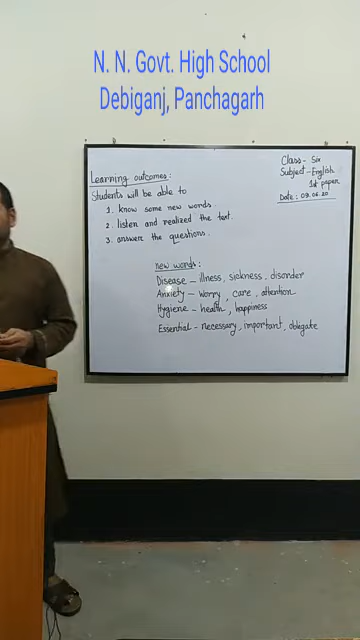 N. N. Govt. High School
Debiganj, Panchagarh
Class- Six
Subject-English
1st paper
Date: 09.06.20
Learning outcomes:
Students will be able to
1. know some new words.
2. listen and realized the text.
3. answer the questions.
new words:
Disease - illness, sickness, disorder
Anxiety - worry, care, attention
Hygiene - health, happiness
Essential - necessary, important, oblegate